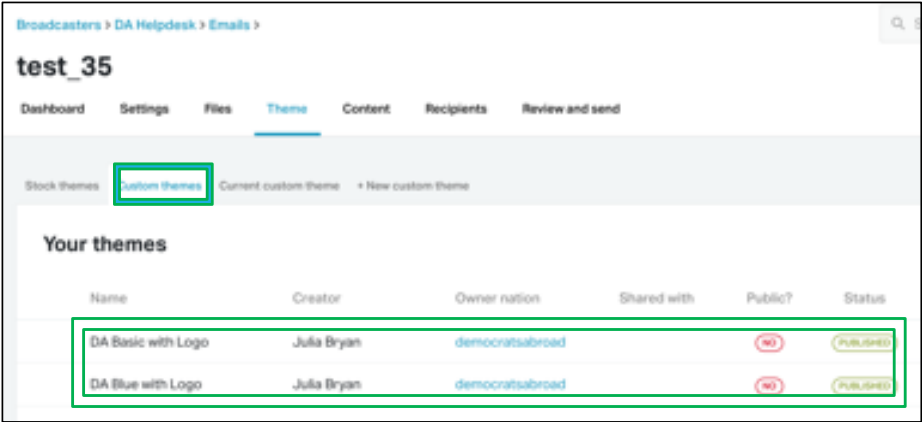 Broadcasters > DA Helpdesk > Emails >
test_35
Dashboard Settings Files Theme Content Recipients Review and send
Stock themes Custom themes Current custom theme + New custom theme
Your themes
Name Creator Owner nation Shared with Public? Status
DA Basic with Logo Julia Bryan democratsabroad NO PUBLISHED
DA Blue with Logo Julia Bryan democratsabroad NO PUBLISHED